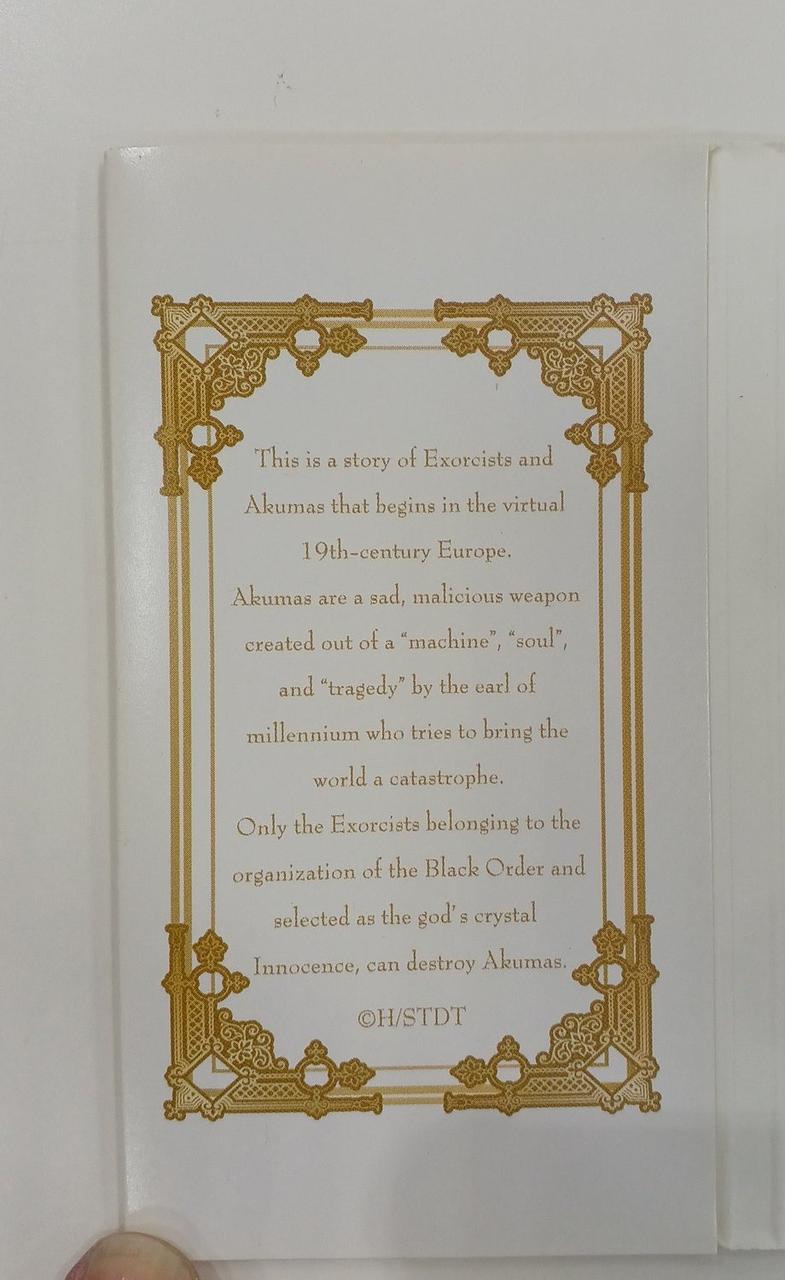 This is a story of Exorcists and
Akumas that begins in the virtual
19th-century Europe.
Akumas are a sad, malicious weapon
created out of a “machine”, “soul”,
and “tragedy” by the earl of
millennium who tries to bring the
world a catastrophe.
Only the Exorcists belonging to the
organization of the Black Order and
selected as the god’s crystal
Innocence, can destroy Akumas.
©H/STDT